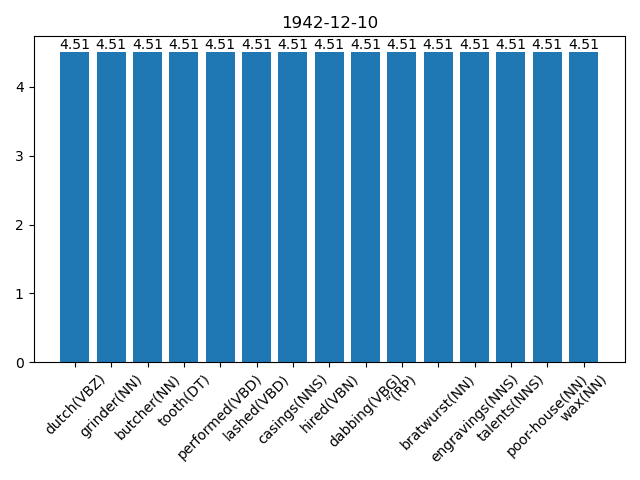 1942-12-10
4.51 4.51 4.51 4.51 4.51 4.51 4.51 4.51 4.51 4.51 4.51 4.51 4.51 4.51 4.51
4
3
2
1
0
dutch(VBZ)
grinder(NN)
butcher(NN)
tooth(DT)
performed(VBD)
lashed(VBD)
casings(NNS)
hired(VBN)
dabbing(VBG)
(RP)
bratwurst(NN)
engravings(NNS)
talents(NNS)
poor-house(NN)
wax(NN)